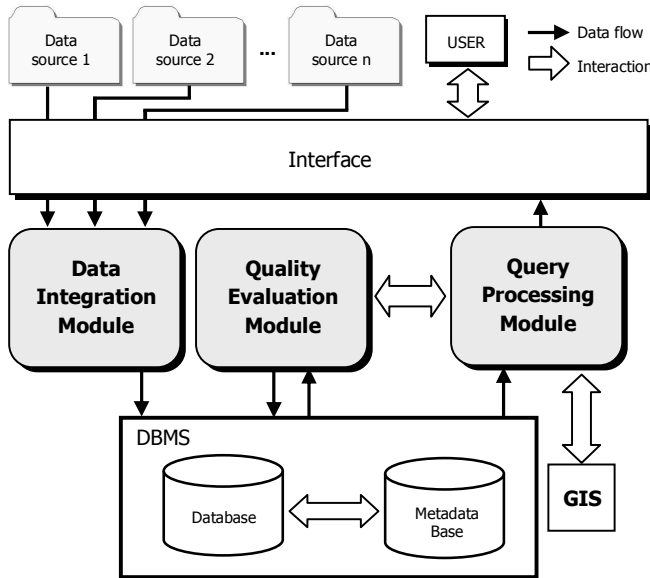 Data
source 1
Data
source 2
...
Data
source n
USER
Data flow
Interaction
Interface
Data
Integration
Module
Quality
Evaluation
Module
Query
Processing
Module
DBMS
Database
Metadata
Base
GIS